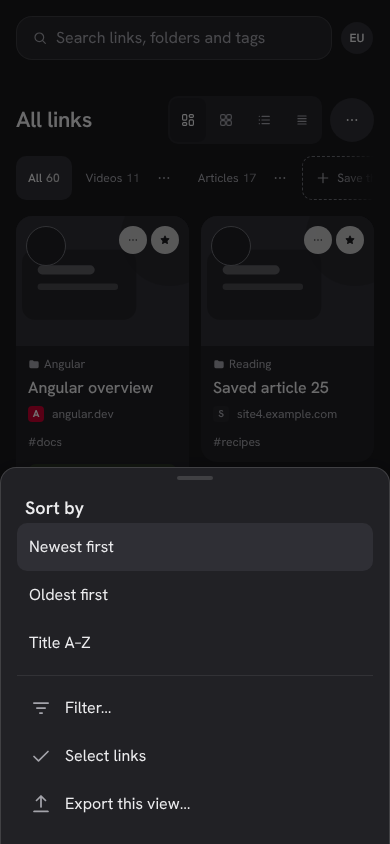 Search links, folders and tags
EU
All links
All 60
Videos 11
Articles 17
Save
Angular
Angular overview
A angular.dev
#docs
Reading
Saved article 25
S site4.example.com
#recipes
Sort by
Newest first
Oldest first
Title A–Z
Filter…
Select links
Export this view…